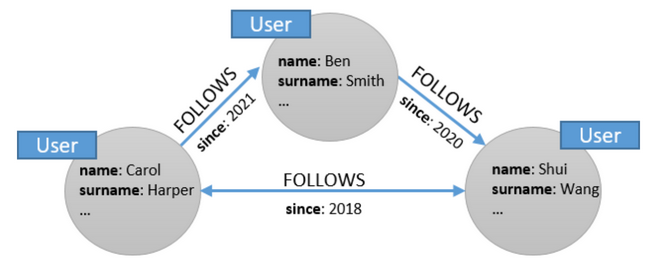 User
name: Ben
surname: Smith
...
FOLLOWS
since: 2021
FOLLOWS
since: 2020
User
name: Carol
surname: Harper
...
FOLLOWS
since: 2018
User
name: Shui
surname: Wang
...